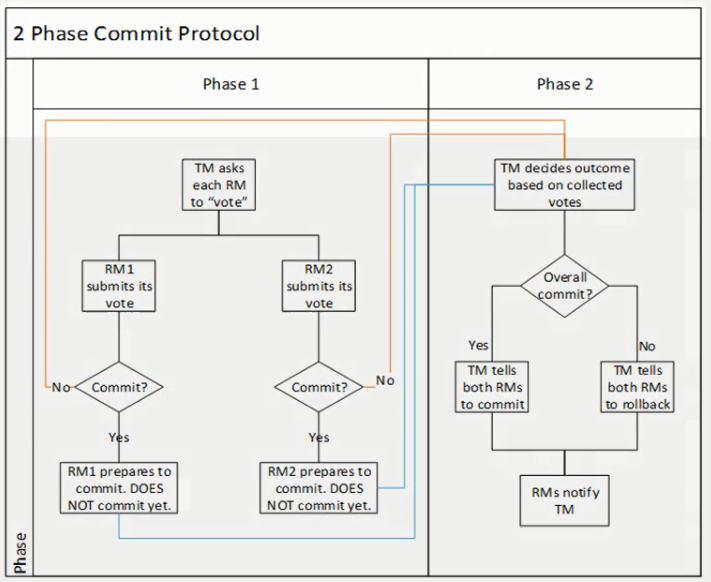 2 Phase Commit Protocol
Phase 1
Phase 2
TM asks
each RM
to “vote”
TM decides outcome
based on collected
votes
RM1
submits its
vote
RM2
submits its
vote
Overall
commit?
Yes
No
No
Commit?
Commit?
No
TM tells
both RMs
to commit
TM tells
both RMs
to rollback
Yes
Yes
RM1 prepares to
commit. DOES
NOT commit yet.
RM2 prepares to
commit. DOES
NOT commit yet.
RMs notify
TM
Phase